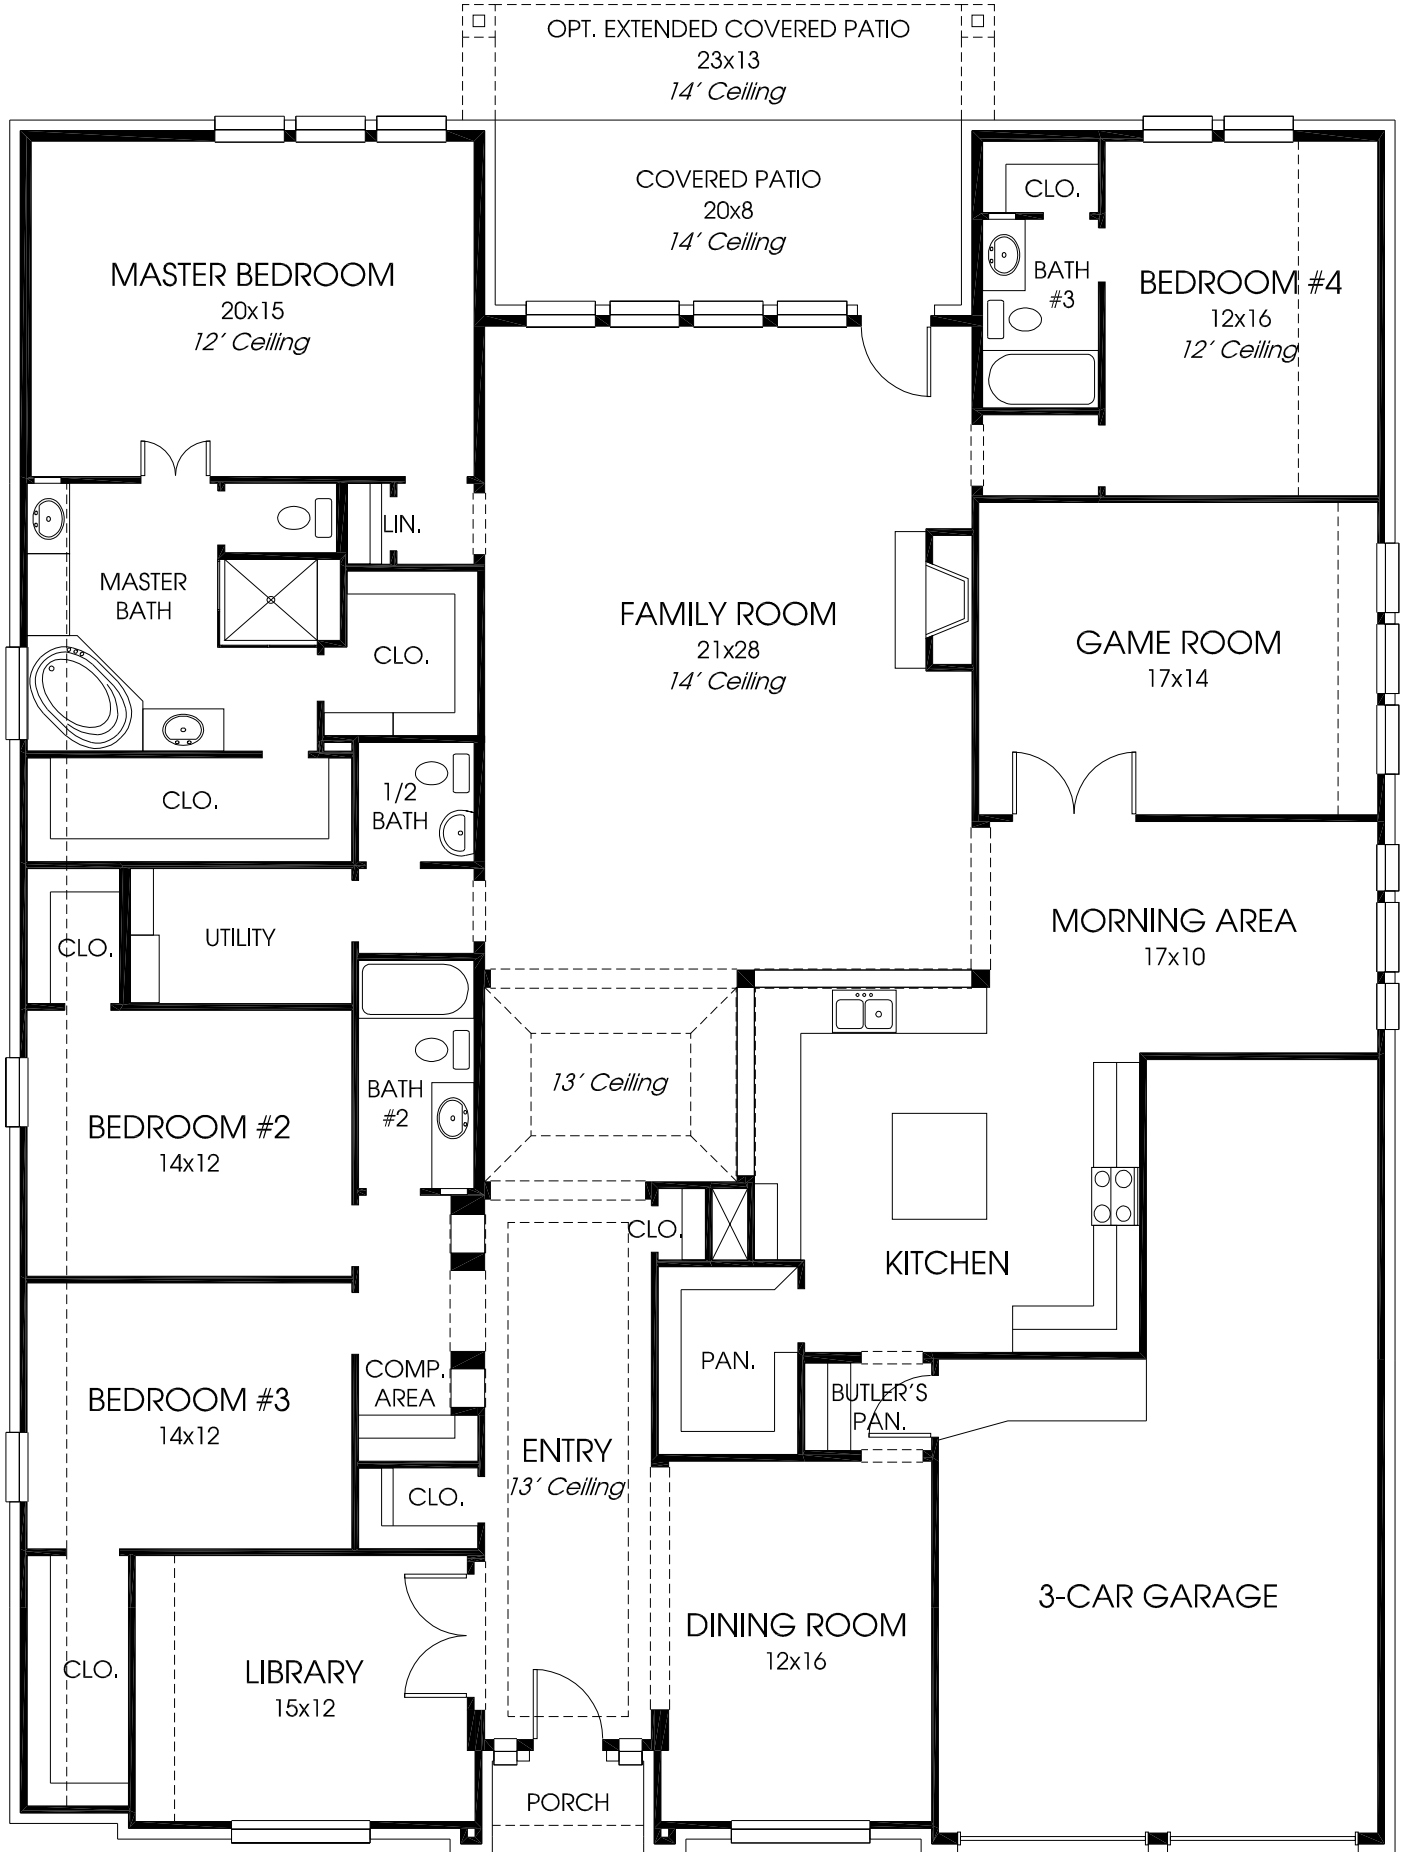 OPT. EXTENDED COVERED PATIO
23x13
14' Ceiling
COVERED PATIO
20x8
14' Ceiling
MASTER BEDROOM
20x15
12' Ceiling
CLO.
BATH
#3
BEDROOM #4
12x16
12' Ceiling
LIN.
MASTER
BATH
CLO.
FAMILY ROOM
21x28
14' Ceiling
GAME ROOM
17x14
CLO.
1/2
BATH
CLO.
UTILITY
MORNING AREA
17x10
13' Ceiling
BATH
#2
BEDROOM #2
14x12
CLO.
KITCHEN
PAN.
COMP.
AREA
BEDROOM #3
14x12
BUTLER'S
PAN.
ENTRY
13' Ceiling
CLO.
3-CAR GARAGE
DINING ROOM
12x16
CLO.
LIBRARY
15x12
PORCH